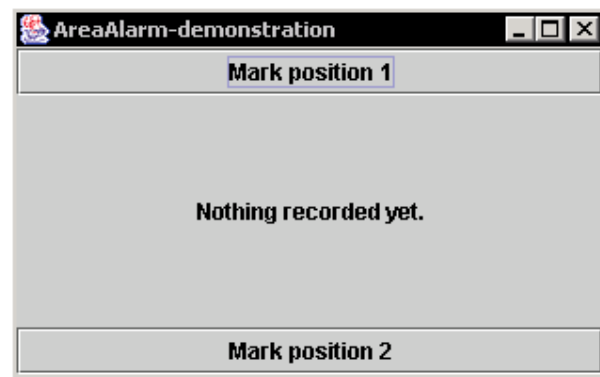 AreaAlarm-demonstration
Mark position 1
Nothing recorded yet.
Mark position 2